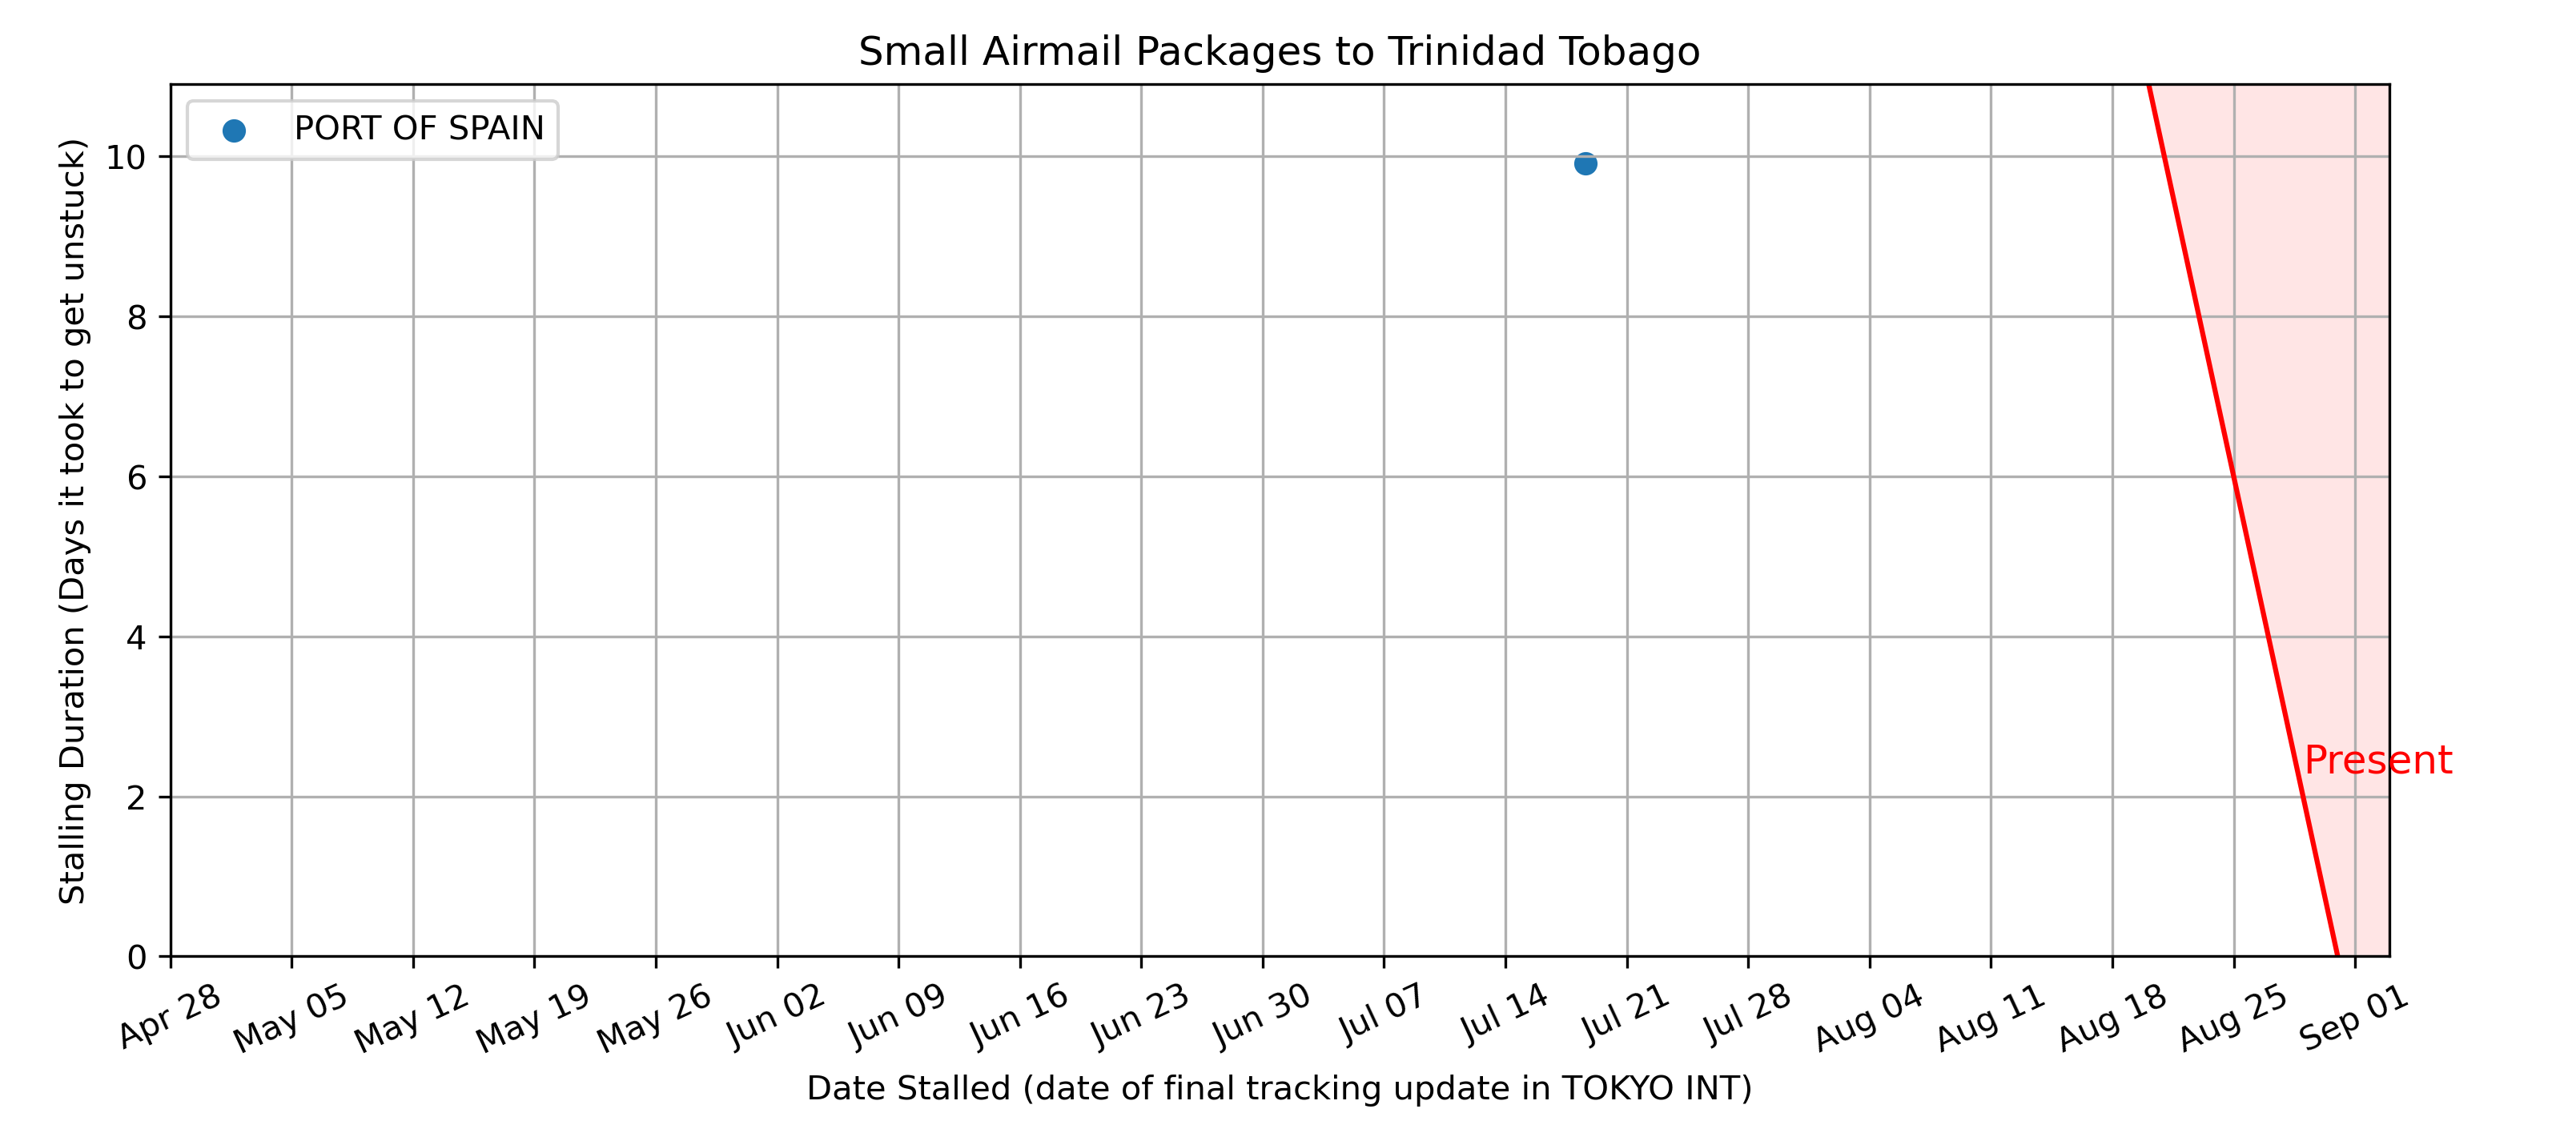 Small Airmail Packages to Trinidad Tobago
PORT OF SPAIN
Stalling Duration (Days it took to get unstuck)
10
8
6
4
2
0
Present
Apr 28
May 05
May 12
May 19
May 26
Jun 02
Jun 09
Jun 16
Jun 23
Jun 30
Jul 07
Jul 14
Jul 21
Jul 28
Aug 04
Aug 11
Aug 18
Aug 25
Sep 01
Date Stalled (date of final tracking update in TOKYO INT)